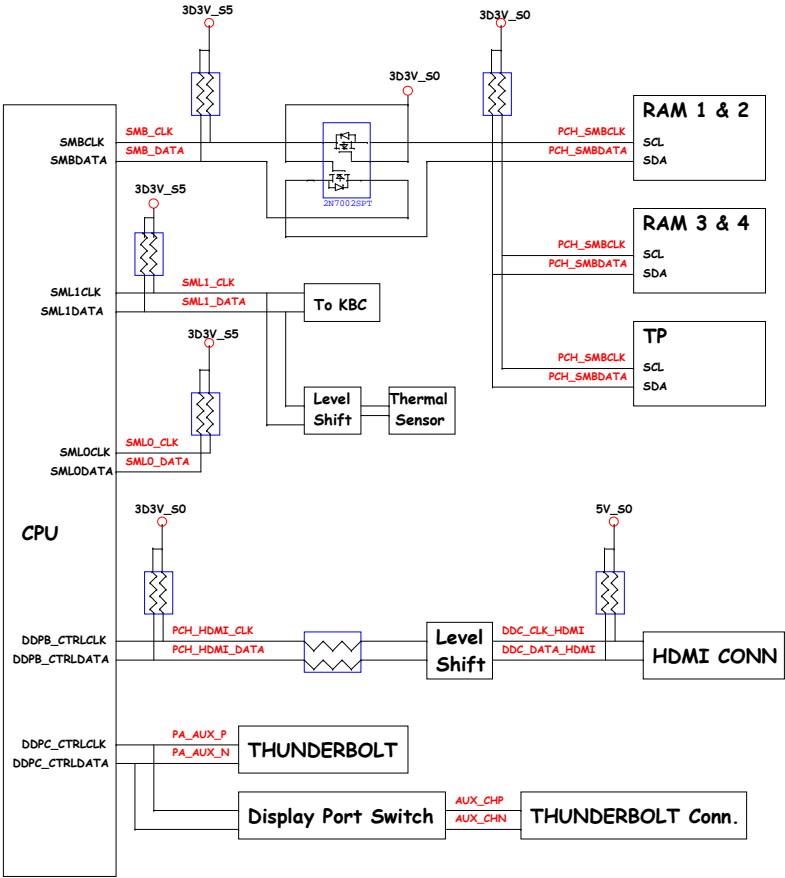 3D3V_S5
3D3V_S0
3D3V_S0
RAM 1 & 2
SMB_CLK
PCH_SMBCLK
SMBCLK
SCL
SMB_DATA
PCH_SMBDATA
SMBDATA
SDA
3D3V_S5
2N7002SPT
RAM 3 & 4
PCH_SMBCLK
SCL
PCH_SMBDATA
SDA
SML1_CLK
SML1CLK
SML1_DATA
To KBC
SML1DATA
3D3V_S5
TP
PCH_SMBCLK
SCL
PCH_SMBDATA
SDA
Level
Shift
Thermal
Sensor
SML0_CLK
SML0CLK
SML0_DATA
SML0DATA
3D3V_S0
5V_S0
CPU
PCH_HDMI_CLK
DDC_CLK_HDMI
DDPB_CTRLCLK
PCH_HDMI_DATA
Level
Shift
DDC_DATA_HDMI
DDPB_CTRLDATA
HDMI CONN
PA_AUX_P
DDPC_CTRLCLK
PA_AUX_N
THUNDERBOLT
DDPC_CTRLDATA
AUX_CHP
Display Port Switch
THUNDERBOLT Conn.
AUX_CHN